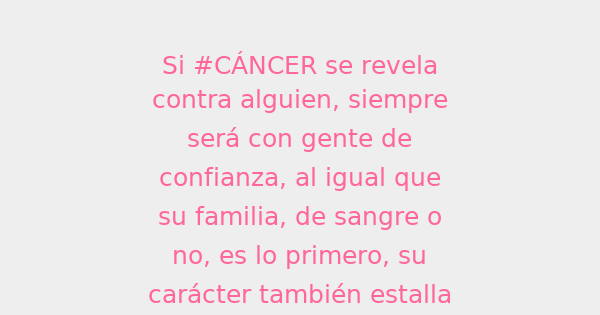 Si #CÁNCER se revela
contra alguien, siempre
será con gente de
confianza, al igual que
su familia, de sangre o
no, es lo primero, su
carácter también estalla